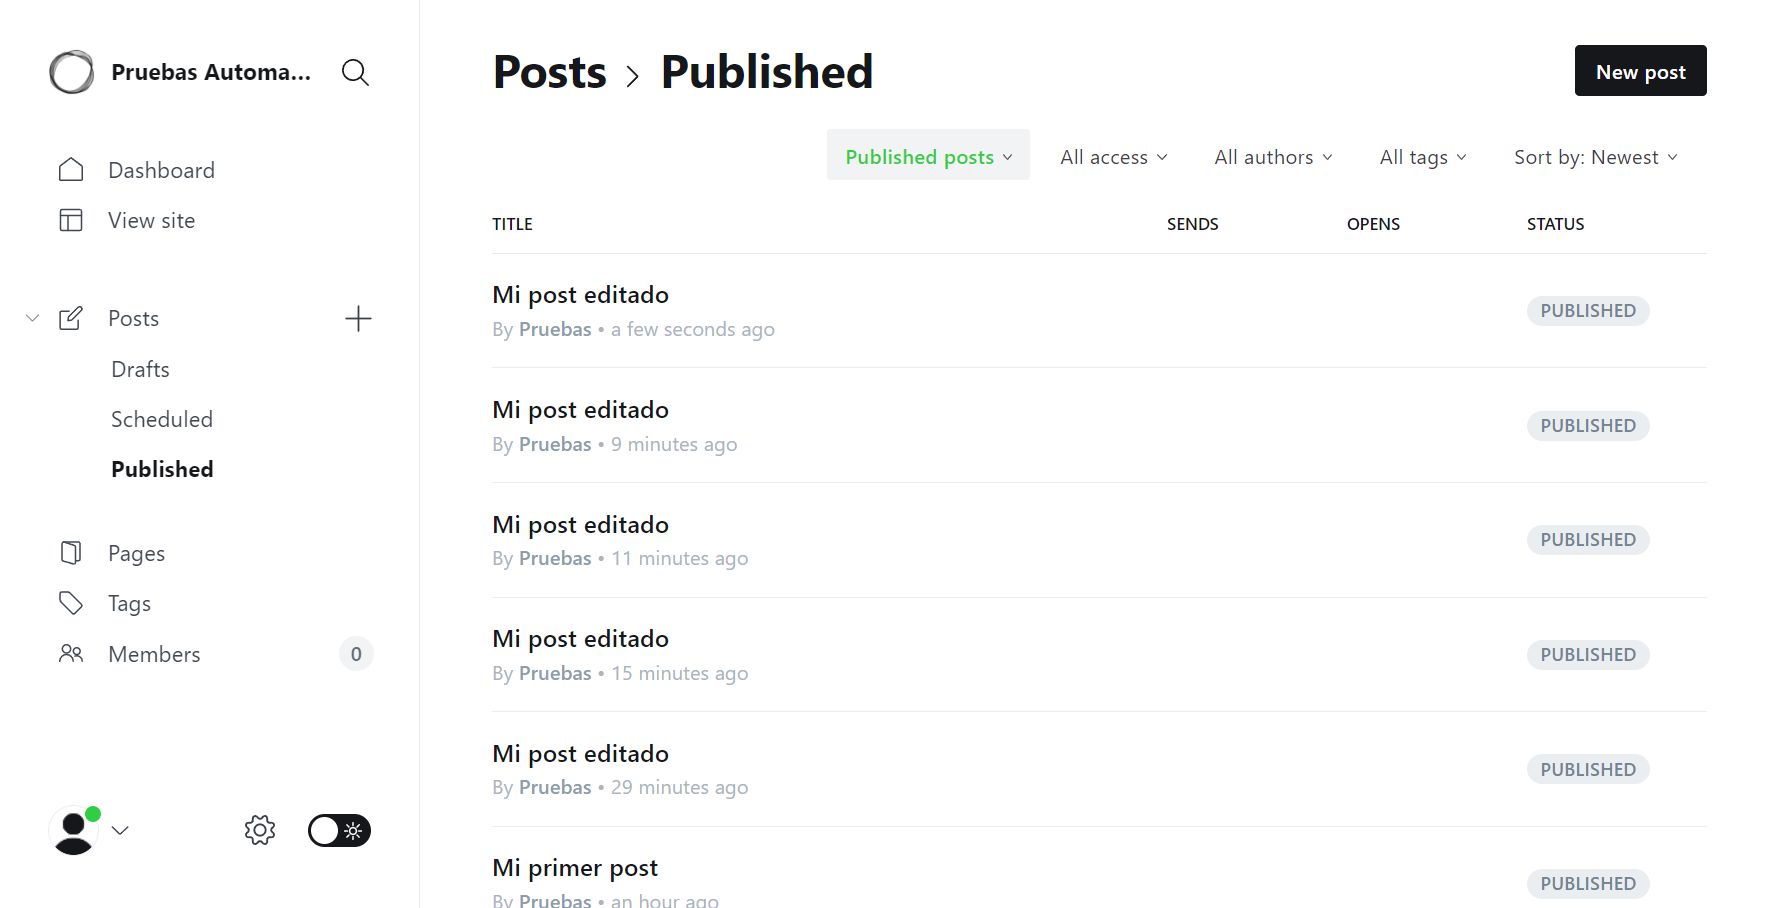 Pruebas Automa...
Dashboard
View site
Posts
Drafts
Scheduled
Published
Pages
Tags
Members 0
Posts > Published
New post
Published posts All access All authors All tags Sort by: Newest
TITLE SENDS OPENS STATUS
Mi post editado
By Pruebas • a few seconds ago
PUBLISHED
Mi post editado
By Pruebas • 9 minutes ago
PUBLISHED
Mi post editado
By Pruebas • 11 minutes ago
PUBLISHED
Mi post editado
By Pruebas • 15 minutes ago
PUBLISHED
Mi post editado
By Pruebas • 29 minutes ago
PUBLISHED
Mi primer post
By Pruebas • an hour ago
PUBLISHED